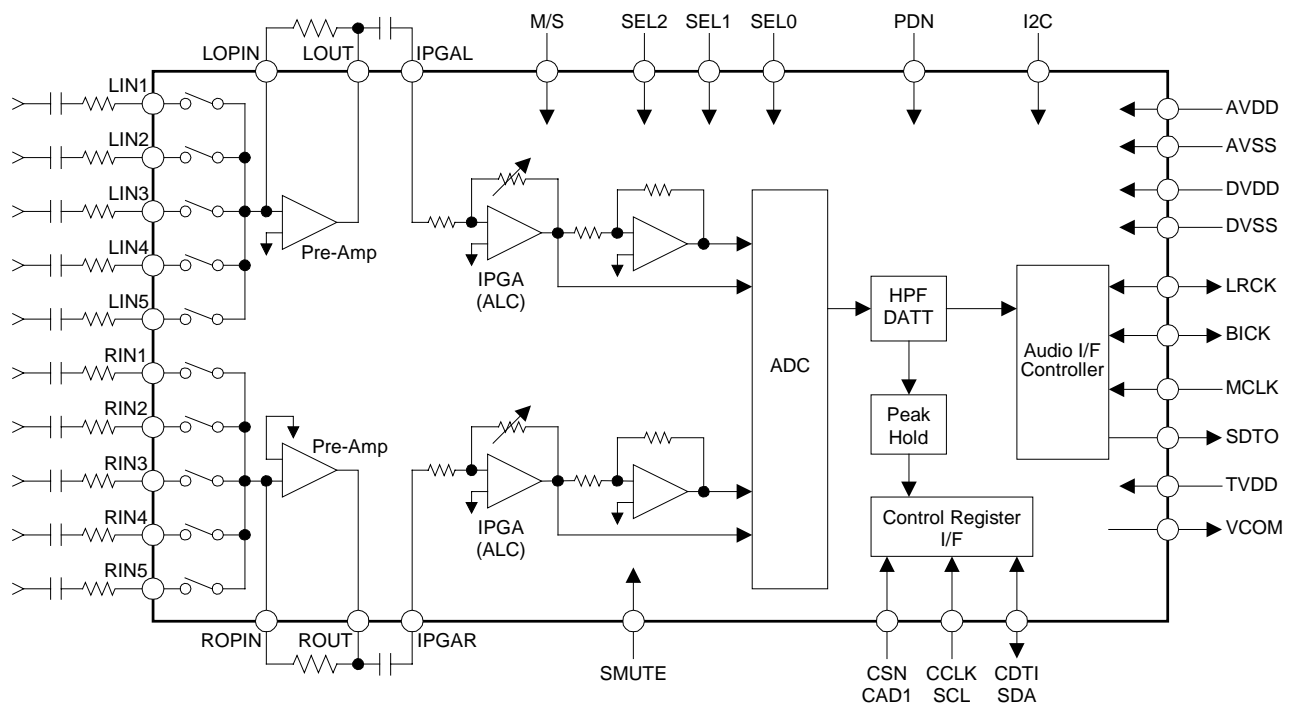 M/S
SEL2
SEL1
SEL0
PDN
I2C
LOPIN
LOUT
IPGAL
LIN1
LIN2
LIN3
LIN4
LIN5
RIN1
RIN2
RIN3
RIN4
RIN5
Pre-Amp
Pre-Amp
IPGA
(ALC)
IPGA
(ALC)
ADC
HPF
DATT
Peak
Hold
Audio I/F
Controller
Control Register
I/F
AVDD
AVSS
DVDD
DVSS
LRCK
BICK
MCLK
SDTO
TVDD
VCOM
ROPIN
ROUT
IPGAR
SMUTE
CSN
CAD1
CCLK
SCL
CDTI
SDA